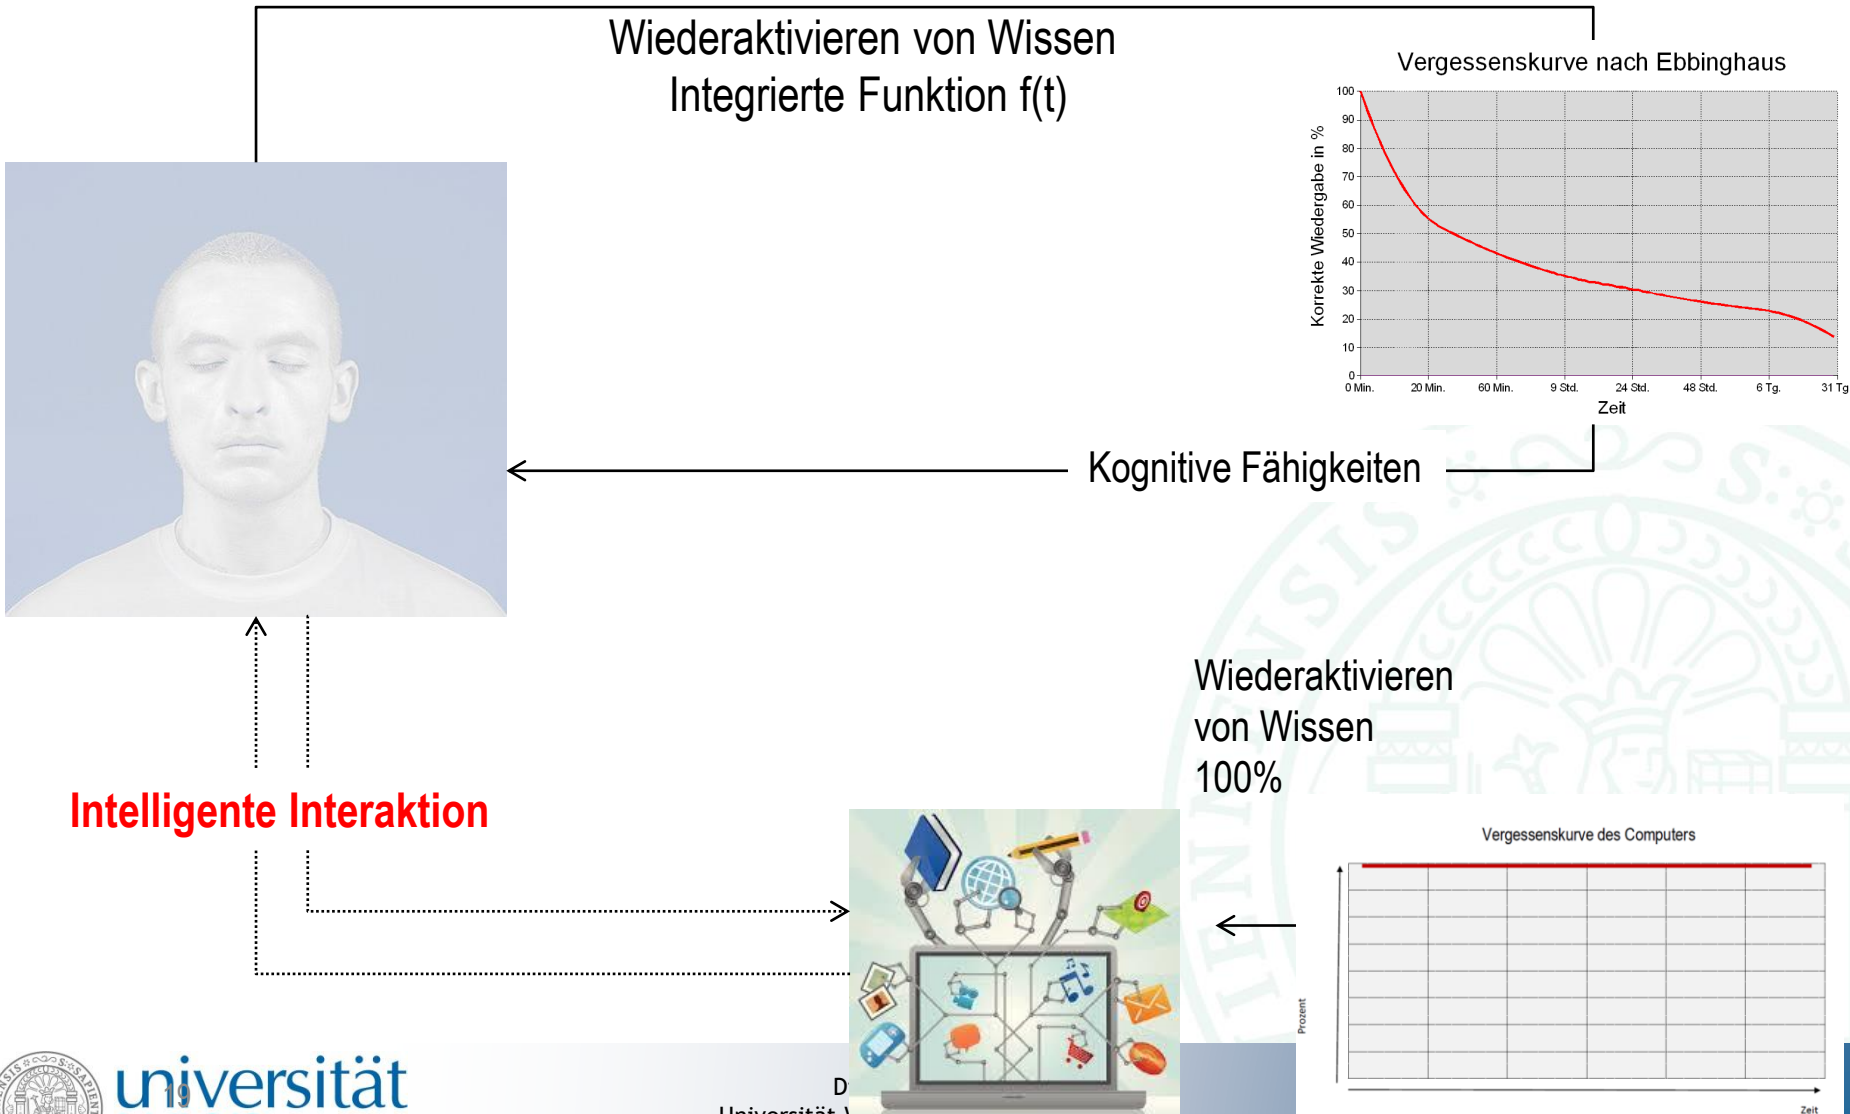 Wiederaktivieren von Wissen
Integrierte Funktion f(t)
Vergessenskurve nach Ebbinghaus
Korrekte Wiedergabe in %
100
90
80
70
60
50
40
30
20
10
0
0 Min.
20 Min.
60 Min.
9 Std.
24 Std.
48 Std.
6 Tg.
31 Tg
Zeit
Kognitive Fähigkeiten
Wiederaktivieren
von Wissen
100%
Intelligente Interaktion
Vergessenskurve des Computers
Prozent
Zeit
universität
19
Universität